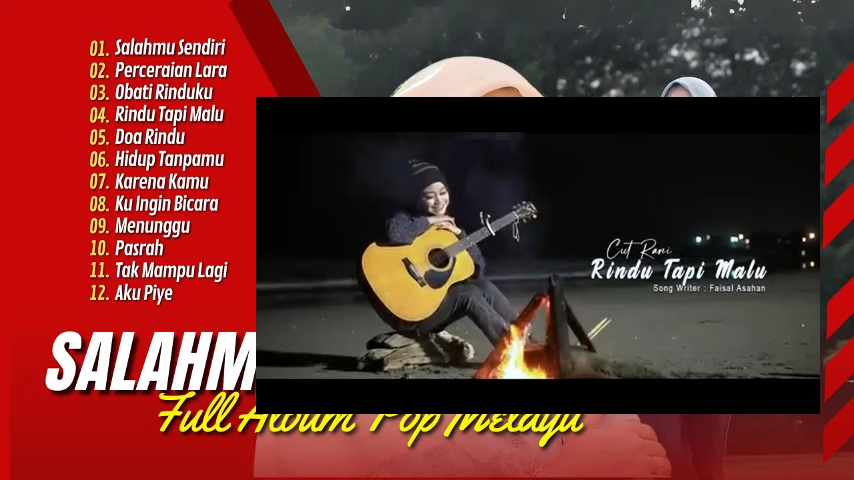 01. Salahmu Sendiri
02. Perceraian Lara
03. Obati Rinduku
04. Rindu Tapi Malu
05. Doa Rindu
06. Hidup Tanpamu
07. Karena Kamu
08. Ku Ingin Bicara
09. Menunggu
10. Pasrah
11. Tak Mampu Lagi
12. Aku Piye
Cut Rani
Rindu Tapi Malu
Song Writer : Faisal Asahan
SALAHM
Full Album Pop Melayu